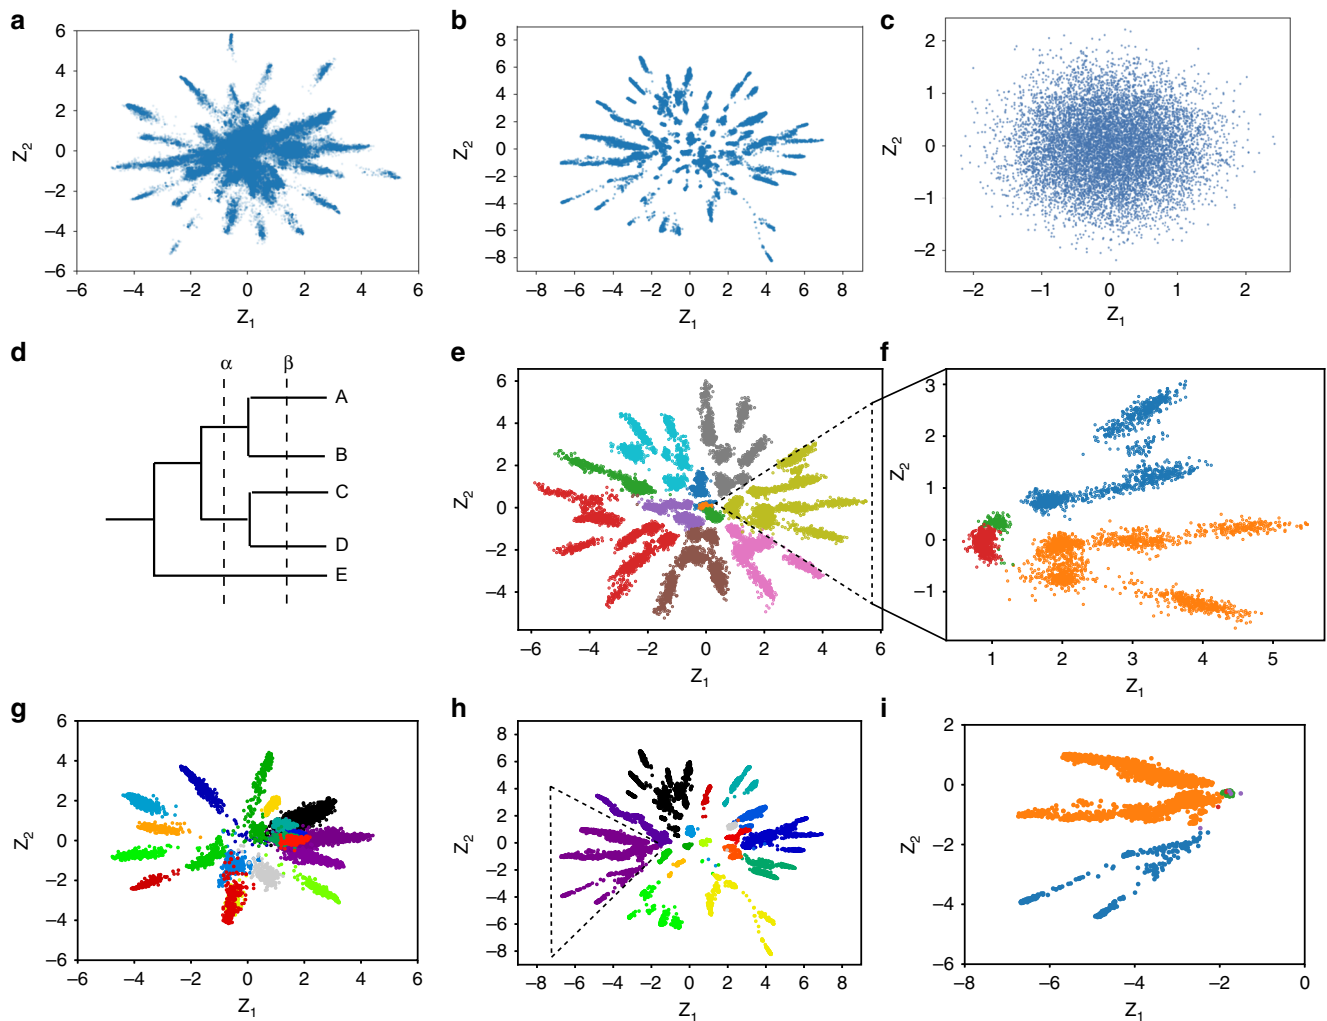 a
6
4
2
0
−2
−4
−6
−6 −4 −2 0 2 4 6
Z2
Z1
b
8
6
4
2
0
−2
−4
−6
−8
−8 −6 −4 −2 0 2 4 6 8
Z2
Z1
c
2
1
0
−1
−2
−2 −1 0 1 2
Z2
Z1
d
α β
A
B
C
D
E
e
6
4
2
0
−2
−4
−6 −4 −2 0 2 4 6
Z2
Z1
f
3
2
1
0
−1
1 2 3 4 5
Z2
Z1
g
6
4
2
0
−2
−4
−6
−6 −4 −2 0 2 4 6
Z2
Z1
h
8
6
4
2
0
−2
−4
−6
−8
−8 −6 −4 −2 0 2 4 6 8
Z2
Z1
i
2
0
−2
−4
−6
−8 −6 −4 −2 0
Z2
Z1